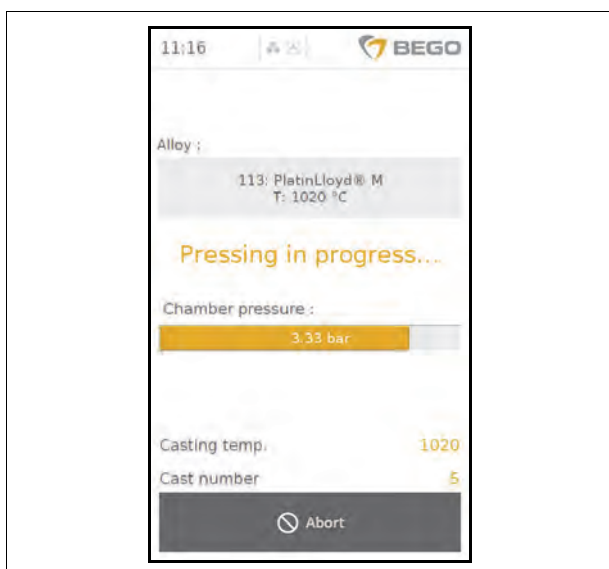 11:16
BEGO
Alloy :
113: PlatinLloyd® M
T: 1020 °C
Pressing in progress...
Chamber pressure :
3.33 bar
Casting temp. 1020
Cast number 5
Abort